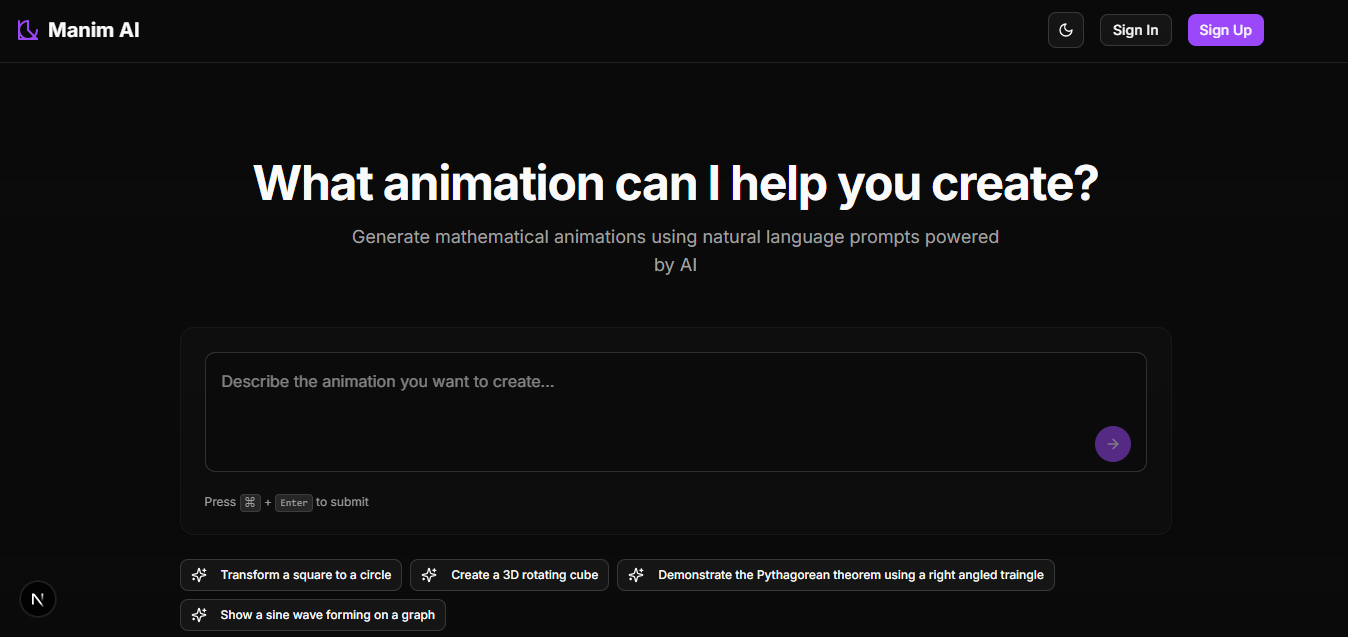 Manim AI
Sign In
Sign Up
What animation can I help you create?
Generate mathematical animations using natural language prompts powered
by AI
Describe the animation you want to create...
Press ⌘ + Enter to submit
Transform a square to a circle
Create a 3D rotating cube
Demonstrate the Pythagorean theorem using a right angled traingle
Show a sine wave forming on a graph
N